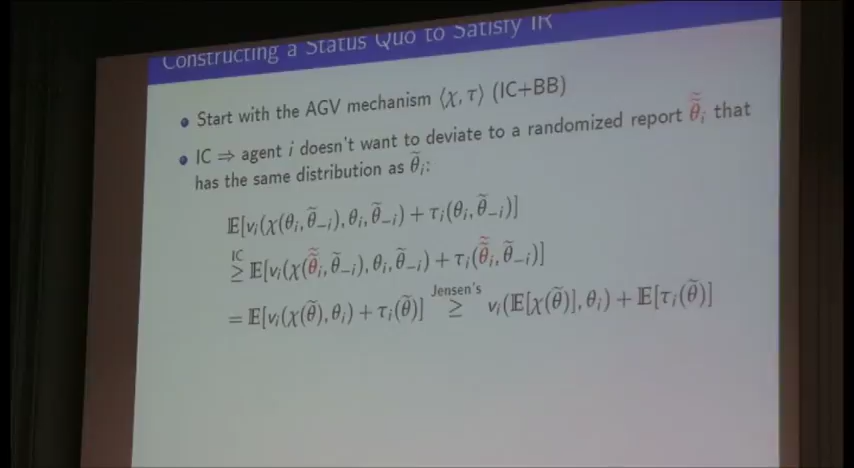 Constructing a Status Quo to Satisfy IR
• Start with the AGV mechanism ⟨χ, τ⟩ (IC+BB)
• IC ⇒ agent i doesn't want to deviate to a randomized report θ̃̃ᵢ that
has the same distribution as θ̃ᵢ:
𝔼[vᵢ(χ(θᵢ, θ̃₋ᵢ), θᵢ, θ̃₋ᵢ) + τᵢ(θᵢ, θ̃₋ᵢ)]
IC
≥ 𝔼[vᵢ(χ(θ̃̃ᵢ, θ̃₋ᵢ), θᵢ, θ̃₋ᵢ) + τᵢ(θ̃̃ᵢ, θ̃₋ᵢ)]
Jensen's
= 𝔼[vᵢ(χ(θ̃), θᵢ) + τᵢ(θ̃)] ≥ vᵢ(𝔼[χ(θ̃)], θᵢ) + 𝔼[τᵢ(θ̃)]